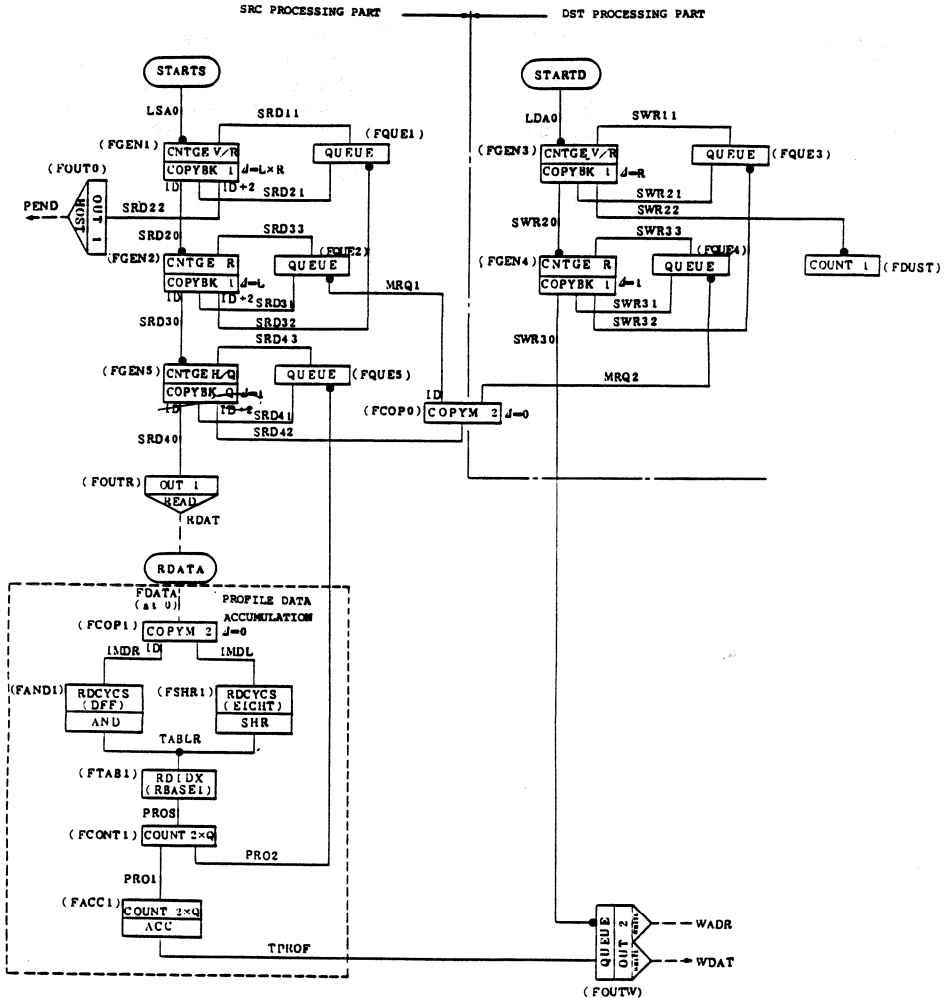 SRC PROCESSING PART
DST PROCESSING PART
STARTS
STARTD
LSA0
SRD11
LDA0
SWR11
(FGEN1)
CNTGE V/R
COPYBK 1
Δ=L×R
(FQUE1)
QUEUE
(FGEN3)
CNTGE V/R
COPYBK 1
Δ=R
QUEUE
(FQUE3)
(FOUT0)
ID
ID+2
SRD21
SWR21
PEND
HOST
OUT 1
SRD22
SWR22
SRD20
SRD33
(FQUE2)
SWR20
SWR33
(FQUE4)
(FGEN2)
CNTGE R
COPYBK 1
Δ=L
QUEUE
(FGEN4)
CNTGE R
COPYBK 1
Δ=1
QUEUE
COUNT 1
(FDUST)
ID
ID+2
MRQ1
SRD31
SWR31
SRD30
SRD32
SWR32
SWR30
SRD43
(FGEN5)
CNTGE H/Q
COPYBK Q
Δ=1
QUEUE
(FQUE5)
MRQ2
ID
ID+2
ID
(FCOP0)
COPYM 2
Δ=0
SRD41
SRD42
SRD40
(FOUTR)
OUT 1
READ
RDAT
RDATA
FDATA
(at 0)
PROFILE DATA
ACCUMULATION
(FCOP1)
COPYM 2
Δ=0
IMDR
ID
IMDL
(FAND1)
RDCYCS
(DFF)
AND
(FSHR1)
RDCYCS
(EIGHT)
SHR
TABLR
(FTAB1)
RDIDX
(RBASE1)
PROS
(FCONT1)
COUNT 2×Q
PRO2
PRO1
(FACC1)
COUNT 2×Q
ACC
TPROF
QUEUE
OUT 2
WADR
WDAT
(FOUTW)